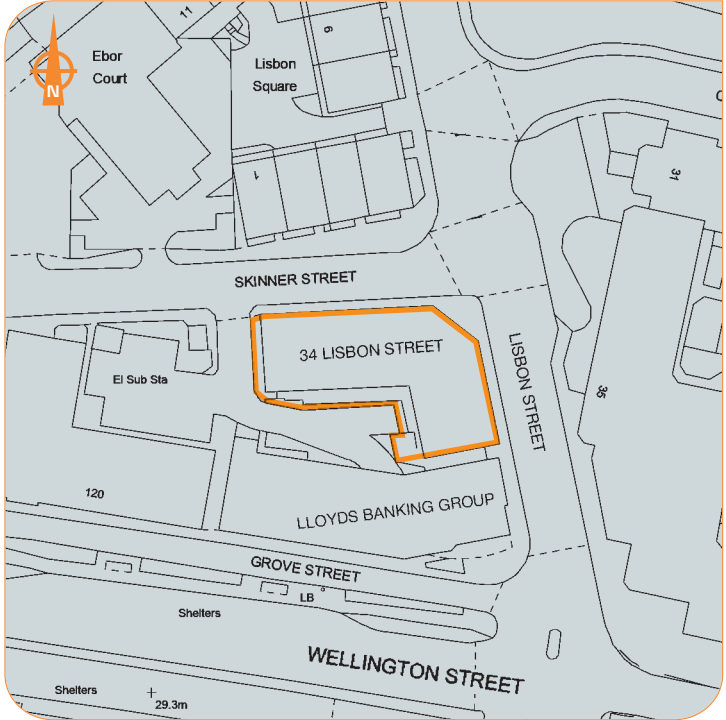 11
Ebor
Court
N
Lisbon
Square
6
1
31
SKINNER STREET
34 LISBON STREET
LISBON STREET
El Sub Sta
35
120
LLOYDS BANKING GROUP
GROVE STREET
LB
Shelters
WELLINGTON STREET
Shelters
29.3m